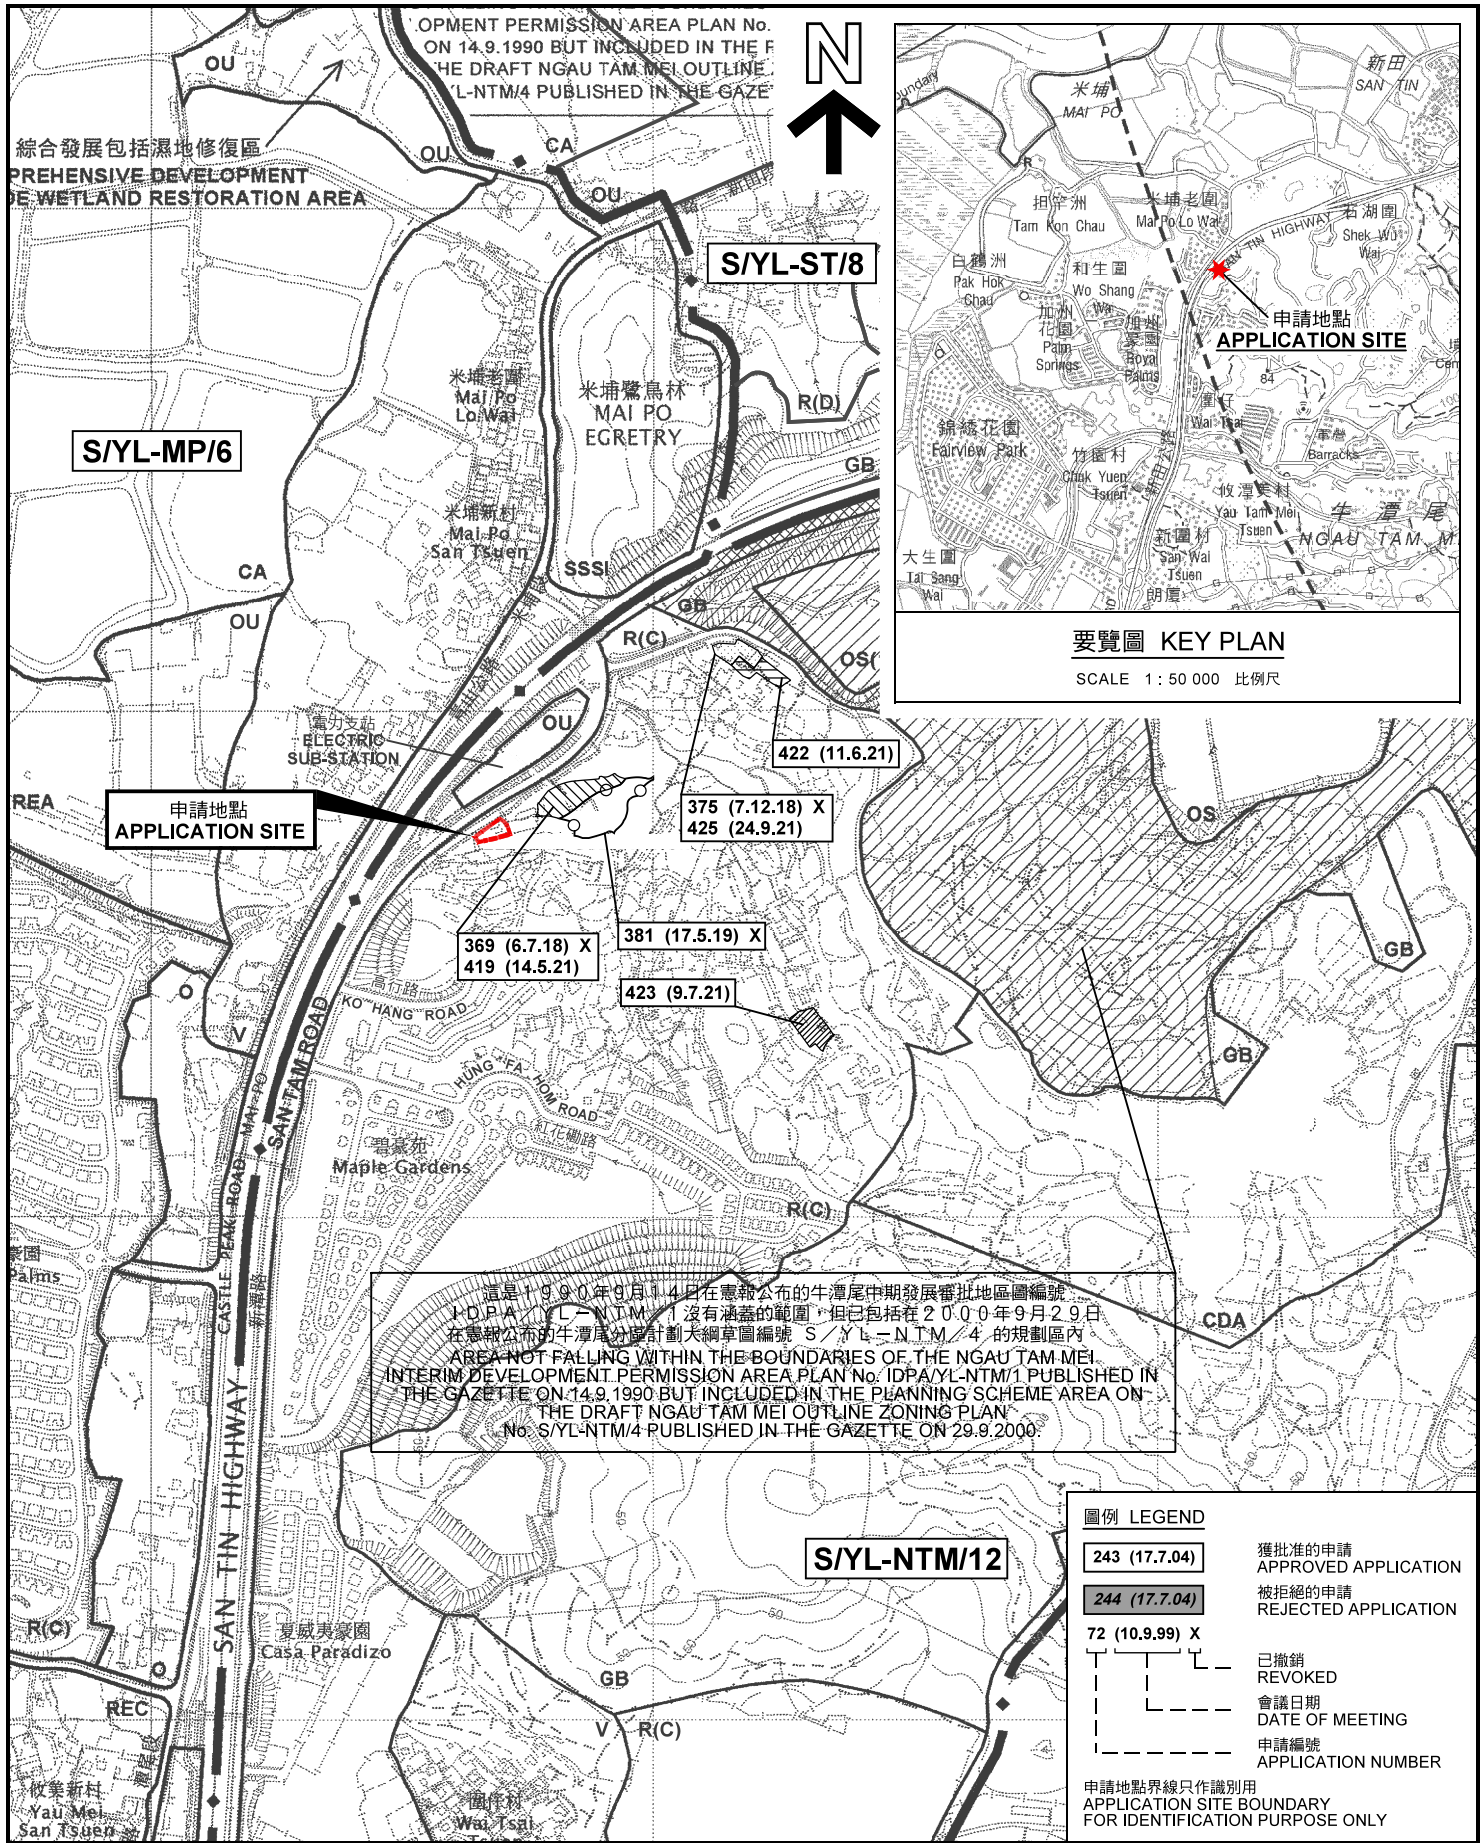 OPMENT PERMISSION AREA PLAN No.
ON 14.9.1990 BUT INCLUDED IN THE
HE DRAFT NGAU TAM MEI OUTLINE
L-NTM/4 PUBLISHED IN THE GAZE
N
OU
綜合發展包括濕地修復區
PREHENSIVE DEVELOPMENT
DE WETLAND RESTORATION AREA
OU
CA
OU
S/YL-ST/8
米埔老圍
Mai Po
Lo Wai
米埔鷺鳥林
MAI PO
EGRETRY
R(D)
S/YL-MP/6
GB
米埔新村
Mai Po
San Tsuen
SSSI
CA
OU
GB
R(C)
OS(
電力支站
ELECTRIC
SUB-STATION
OU
422 (11.6.21)
REA
申請地點
APPLICATION SITE
375 (7.12.18) X
425 (24.9.21)
OS
369 (6.7.18) X
419 (14.5.21)
381 (17.5.19) X
423 (9.7.21)
GB
高行路
KO HANG ROAD
O
V
GB
HUNG FA HOM ROAD
紅花磡路
碧豪苑
Maple Gardens
SAN TAM ROAD
新潭路
CASTLE PEAK ROAD MAI PO
R(C)
豪園
Palms
CDA
這是1990年9月14日在憲報公布的牛潭尾中期發展審批地區圖編號
IDPA/YL-NTM/1沒有涵蓋的範圍,但已包括在2000年9月29日
在憲報公布的牛潭尾分區計劃大綱草圖編號 S/YL-NTM/4 的規劃區內
AREA NOT FALLING WITHIN THE BOUNDARIES OF THE NGAU TAM MEI
INTERIM DEVELOPMENT PERMISSION AREA PLAN No. IDPA/YL-NTM/1 PUBLISHED IN
THE GAZETTE ON 14.9.1990 BUT INCLUDED IN THE PLANNING SCHEME AREA ON
THE DRAFT NGAU TAM MEI OUTLINE ZONING PLAN
No. S/YL-NTM/4 PUBLISHED IN THE GAZETTE ON 29.9.2000.
SAN TIN HIGHWAY
S/YL-NTM/12
R(C)
夏威夷豪園
Casa Paradizo
O
REC
GB
V
R(C)
攸美新村
Yau Mei
San Tsuen
圍仔村
Wai Tsai
Tsuen
新田
SAN TIN
米埔
MAI PO
担竿洲
Tam Kon Chau
米埔老圍
Mai Po Lo Wai
石湖圍
Shek Wu
Wai
SAN TIN HIGHWAY
白鶴洲
Pak Hok
Chau
和生圍
Wo Shang
Wai
加州
花園
Palm
Springs
加州
豪園
Royal
Palms
申請地點
APPLICATION SITE
84
圍仔
Wai Tsai
錦綉花園
Fairview Park
竹園村
Chuk Yuen
Tsuen
新田公路
軍營
Barracks
攸潭美村
Yau Tam Mei
Tsuen
牛潭尾
NGAU TAM M
新圍村
San Wai
Tsuen
大生圍
Tai Sang
Wai
朗廈
要覽圖 KEY PLAN
SCALE 1 : 50 000 比例尺
圖例 LEGEND
243 (17.7.04)
獲批准的申請
APPROVED APPLICATION
244 (17.7.04)
被拒絕的申請
REJECTED APPLICATION
72 (10.9.99) X
已撤銷
REVOKED
會議日期
DATE OF MEETING
申請編號
APPLICATION NUMBER
申請地點界線只作識別用
APPLICATION SITE BOUNDARY
FOR IDENTIFICATION PURPOSE ONLY